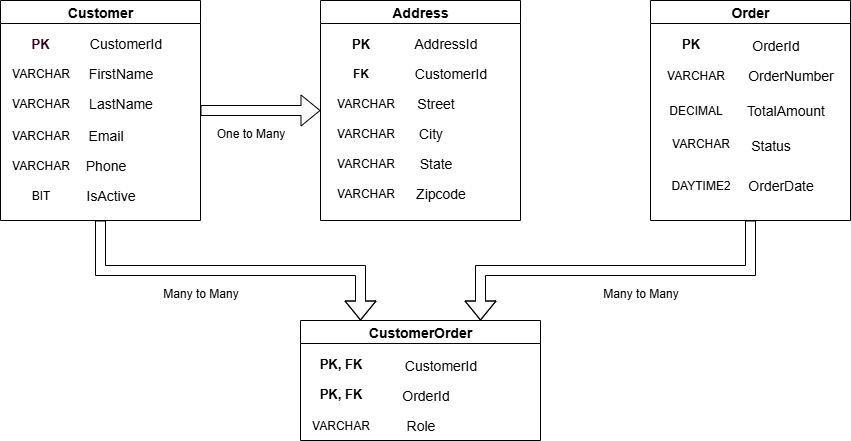 Customer
PK CustomerId
VARCHAR FirstName
VARCHAR LastName
VARCHAR Email
VARCHAR Phone
BIT IsActive
One to Many
Address
PK AddressId
FK CustomerId
VARCHAR Street
VARCHAR City
VARCHAR State
VARCHAR Zipcode
Order
PK OrderId
VARCHAR OrderNumber
DECIMAL TotalAmount
VARCHAR Status
DAYTIME2 OrderDate
Many to Many
Many to Many
CustomerOrder
PK, FK CustomerId
PK, FK OrderId
VARCHAR Role